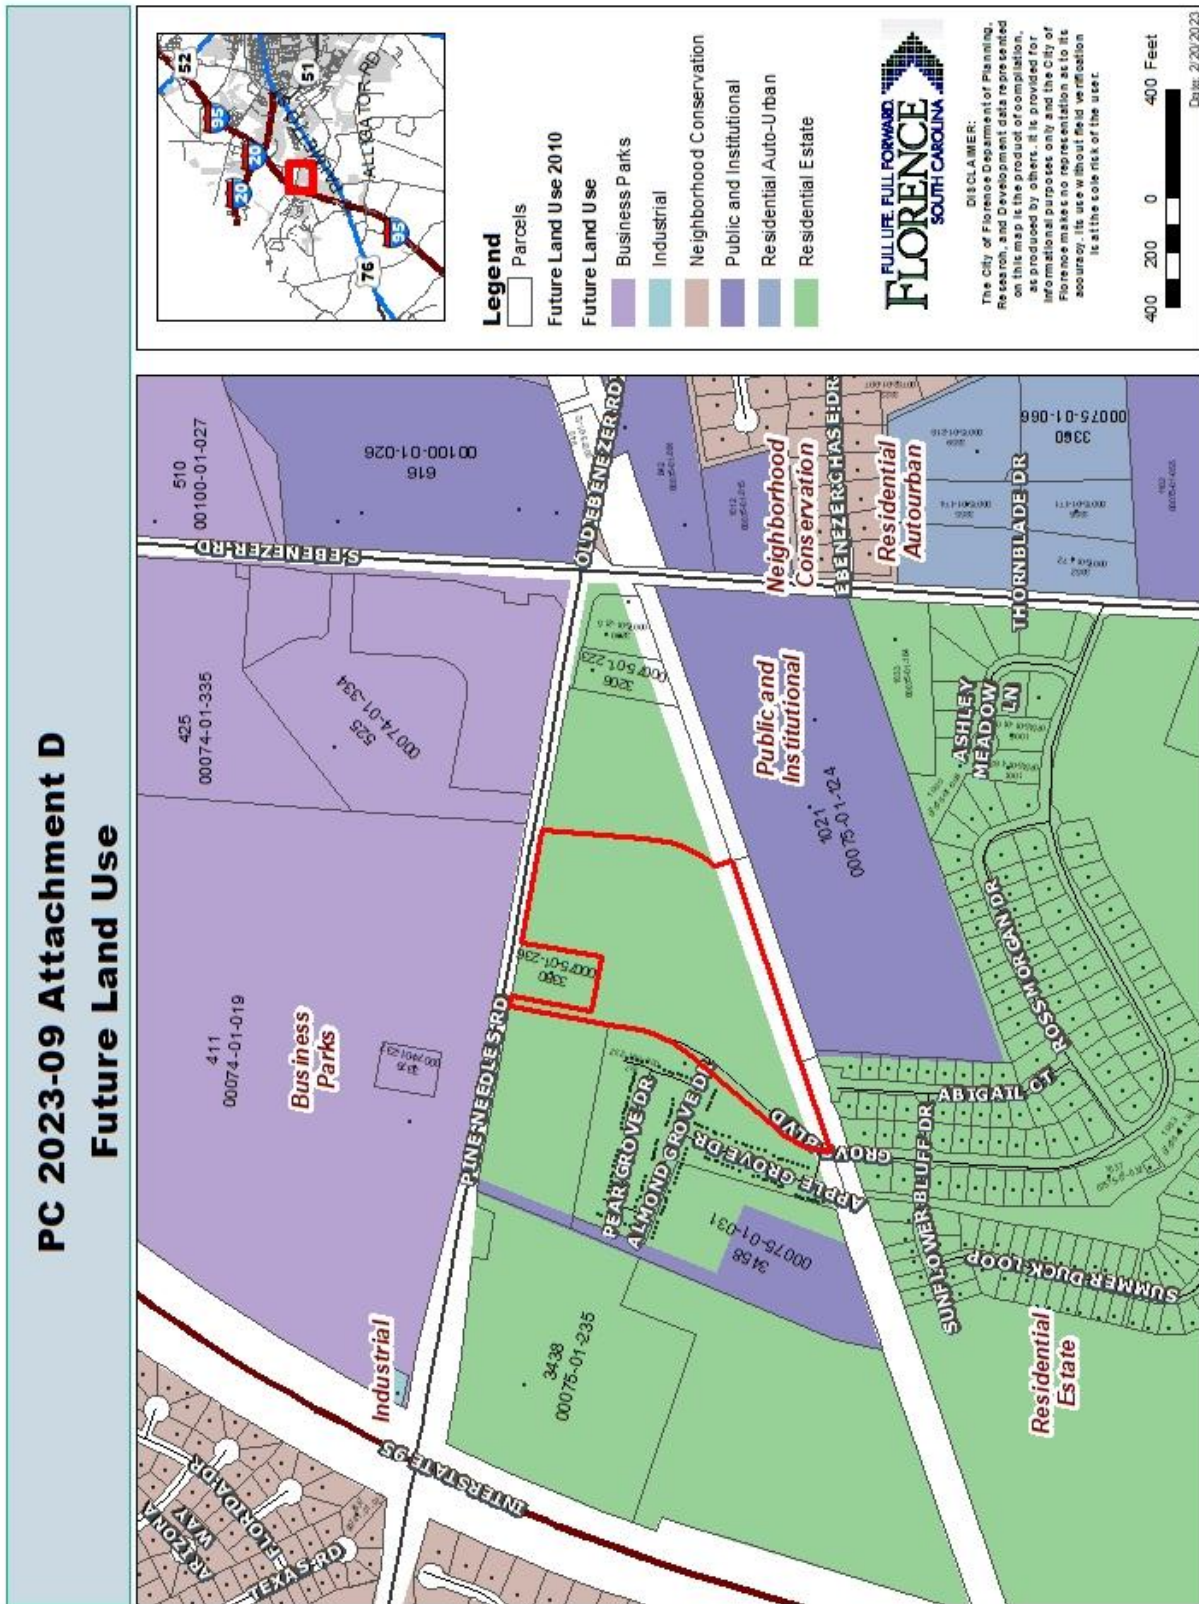 PC 2023-09 Attachment D
Future Land Use
ARIZONA
WAY
FLORIDA DR
TEXAS RD
INTERSTATE 95
Industrial
411
00074-01-019
Business
Parks
425
00074-01-335
525
00074-01-334
510
00100-01-027
616
00100-01-026
S EBENEZER RD
PINE NEEDLES RD
OLD EBENEZER RD
3438
00075-01-235
3458
00075-01-031
PEAR GROVE DR
ALMOND GROVE DR
APPLE GROVE DR
GROVE BLVD
3380
00075-01-236
3206
00075-01-223
Public and
Institutional
1021
00075-01-124
Neighborhood
Conservation
EBENEZER CHASE DR
Residential
Autourban
THORNBLADE DR
3360
00075-01-066
ASHLEY
MEADOW
LN
ROSS MORGAN DR
ABIGAIL CT
SUNFLOWER BLUFF DR
SUMMER DUCK LOOP
Residential
Estate
52
95
20
20
51
76
95
ALLIGATOR RD
Legend
Parcels
Future Land Use 2010
Future Land Use
Business Parks
Industrial
Neighborhood Conservation
Public and Institutional
Residential Auto-Urban
Residential Estate
FULL LIFE. FULL FORWARD.
FLORENCE
SOUTH CAROLINA
DISCLAIMER:
The City of Florence Department of Planning,
Research, and Development data represented
on this map is the product of compilation,
as produced by others. It is provided for
informational purposes only and the City of
Florence makes no representation as to its
accuracy. Its use without field verification
is at the sole risk of the user.
400 200 0 400 Feet
Date: 2/20/2023